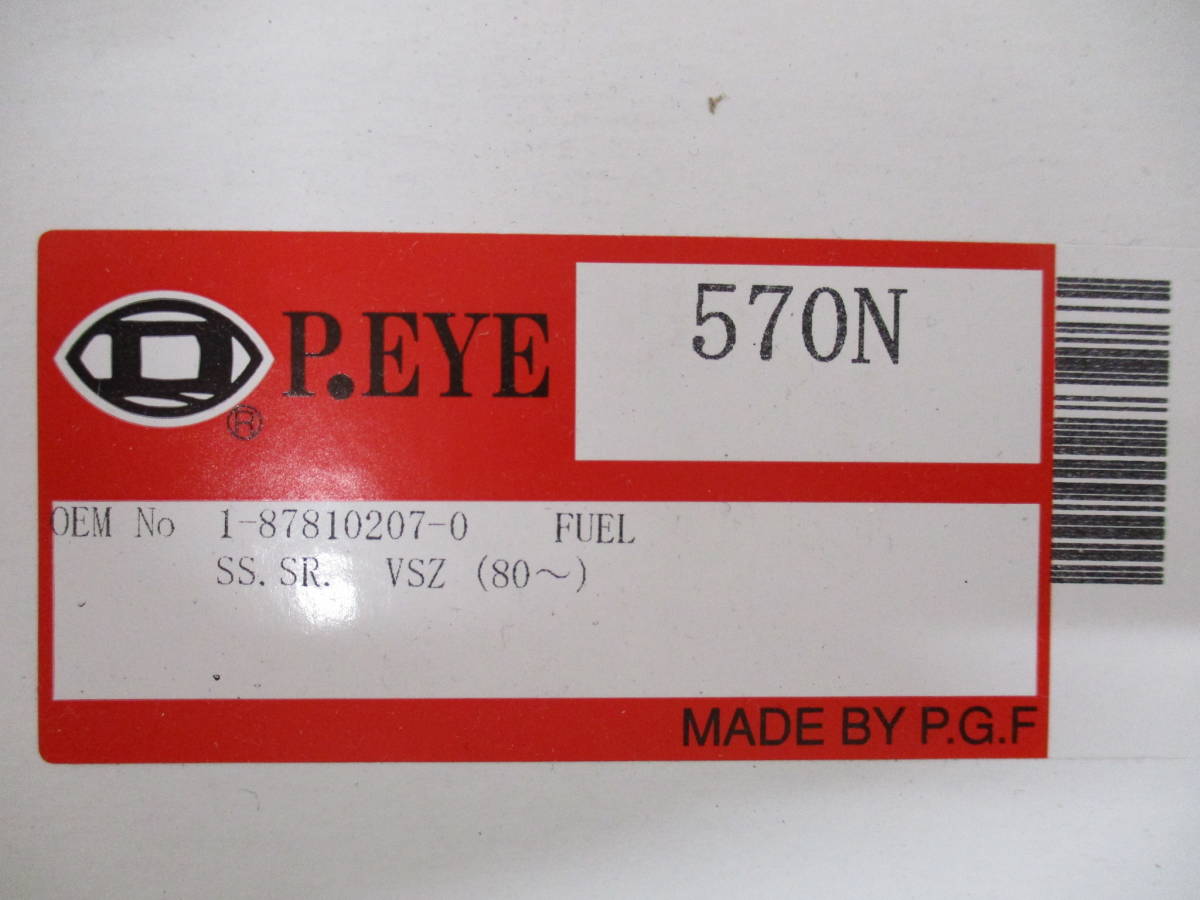 P.EYE
®
570N
OEM No 1-87810207-0 FUEL
SS.SR. VSZ (80～)
MADE BY P.G.F